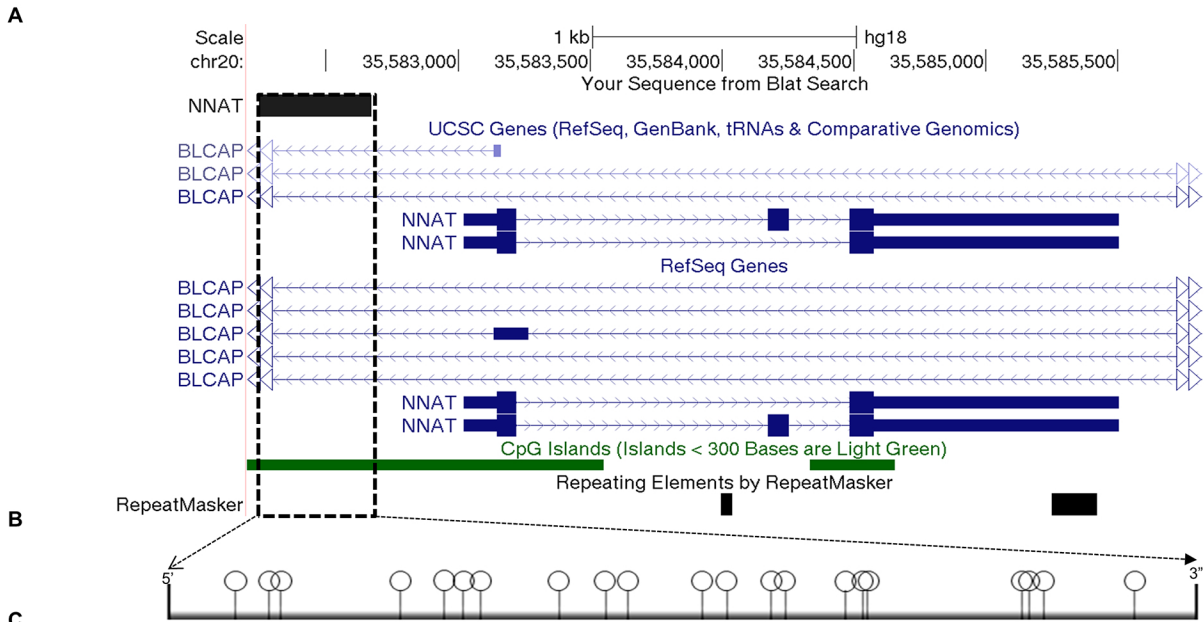 A
Scale 1 kb hg18
chr20: 35,583,000 35,583,500 35,584,000 35,584,500 35,585,000 35,585,500
Your Sequence from Blat Search
NNAT
UCSC Genes (RefSeq, GenBank, tRNAs & Comparative Genomics)
BLCAP
BLCAP
BLCAP
NNAT
NNAT
RefSeq Genes
BLCAP
BLCAP
BLCAP
BLCAP
BLCAP
NNAT
NNAT
CpG Islands (Islands < 300 Bases are Light Green)
Repeating Elements by RepeatMasker
RepeatMasker
B
5' 3"
C